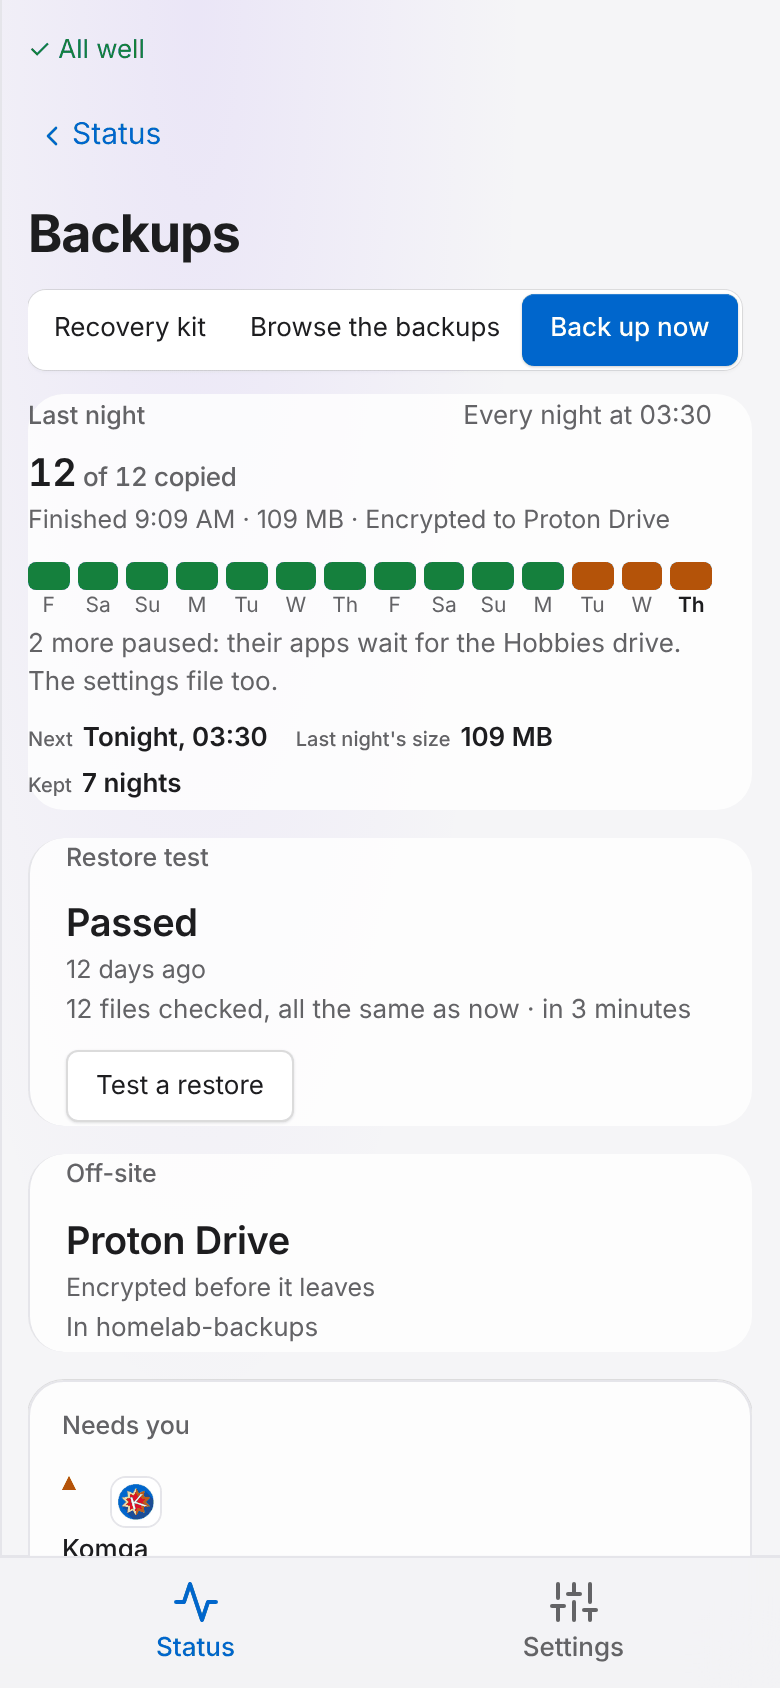 All well
Status
Backups
Recovery kit Browse the backups Back up now
Last night Every night at 03:30
12 of 12 copied
Finished 9:09 AM · 109 MB · Encrypted to Proton Drive
F Sa Su M Tu W Th F Sa Su M Tu W Th
2 more paused: their apps wait for the Hobbies drive.
The settings file too.
Next Tonight, 03:30 Last night's size 109 MB
Kept 7 nights
Restore test
Passed
12 days ago
12 files checked, all the same as now · in 3 minutes
Test a restore
Off-site
Proton Drive
Encrypted before it leaves
In homelab-backups
Needs you
K
Komga
Status Settings